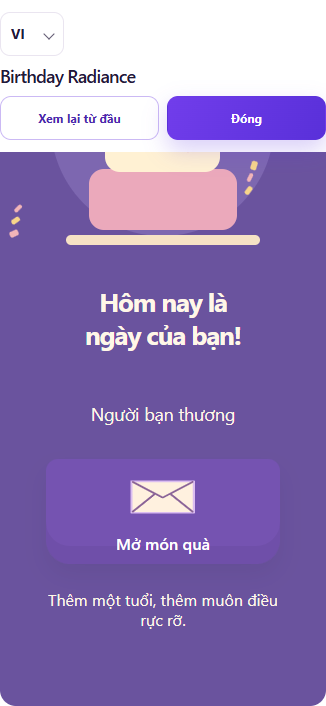 VI
Birthday Radiance
Xem lại từ đầu
Đóng
Hôm nay là
ngày của bạn!
Người bạn thương
Mở món quà
Thêm một tuổi, thêm muôn điều
rực rỡ.